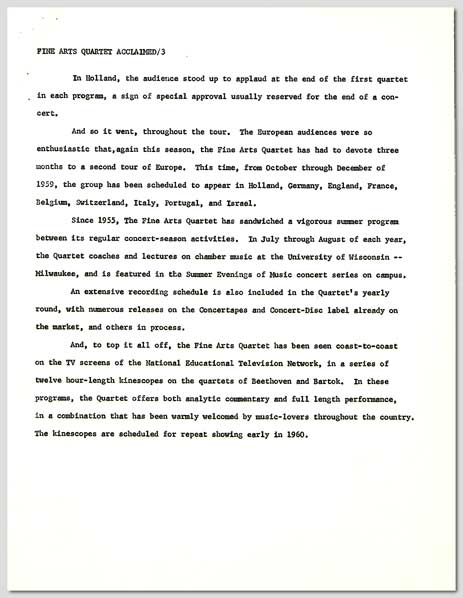 FINE ARTS QUARTET ACCLAIMED/3
In Holland, the audience stood up to applaud at the end of the first quartet
in each program, a sign of special approval usually reserved for the end of a con-
cert.
And so it went, throughout the tour. The European audiences were so
enthusiastic that,again this season, the Fine Arts Quartet has had to devote three
months to a second tour of Europe. This time, from October through December of
1959, the group has been scheduled to appear in Holland, Germany, England, France,
Belgium, Switzerland, Italy, Portugal, and Israel.
Since 1955, The Fine Arts Quartet has sandwiched a vigorous summer program
between its regular concert-season activities. In July through August of each year,
the Quartet coaches and lectures on chamber music at the University of Wisconsin --
Milwaukee, and is featured in the Summer Evenings of Music concert series on campus.
An extensive recording schedule is also included in the Quartet's yearly
round, with numerous releases on the Concertapes and Concert-Disc label already on
the market, and others in process.
And, to top it all off, the Fine Arts Quartet has been seen coast-to-coast
on the TV screens of the National Educational Television Network, in a series of
twelve hour-length kinescopes on the quartets of Beethoven and Bartok. In these
programs, the Quartet offers both analytic commentary and full length performance,
in a combination that has been warmly welcomed by music-lovers throughout the country.
The kinescopes are scheduled for repeat showing early in 1960.